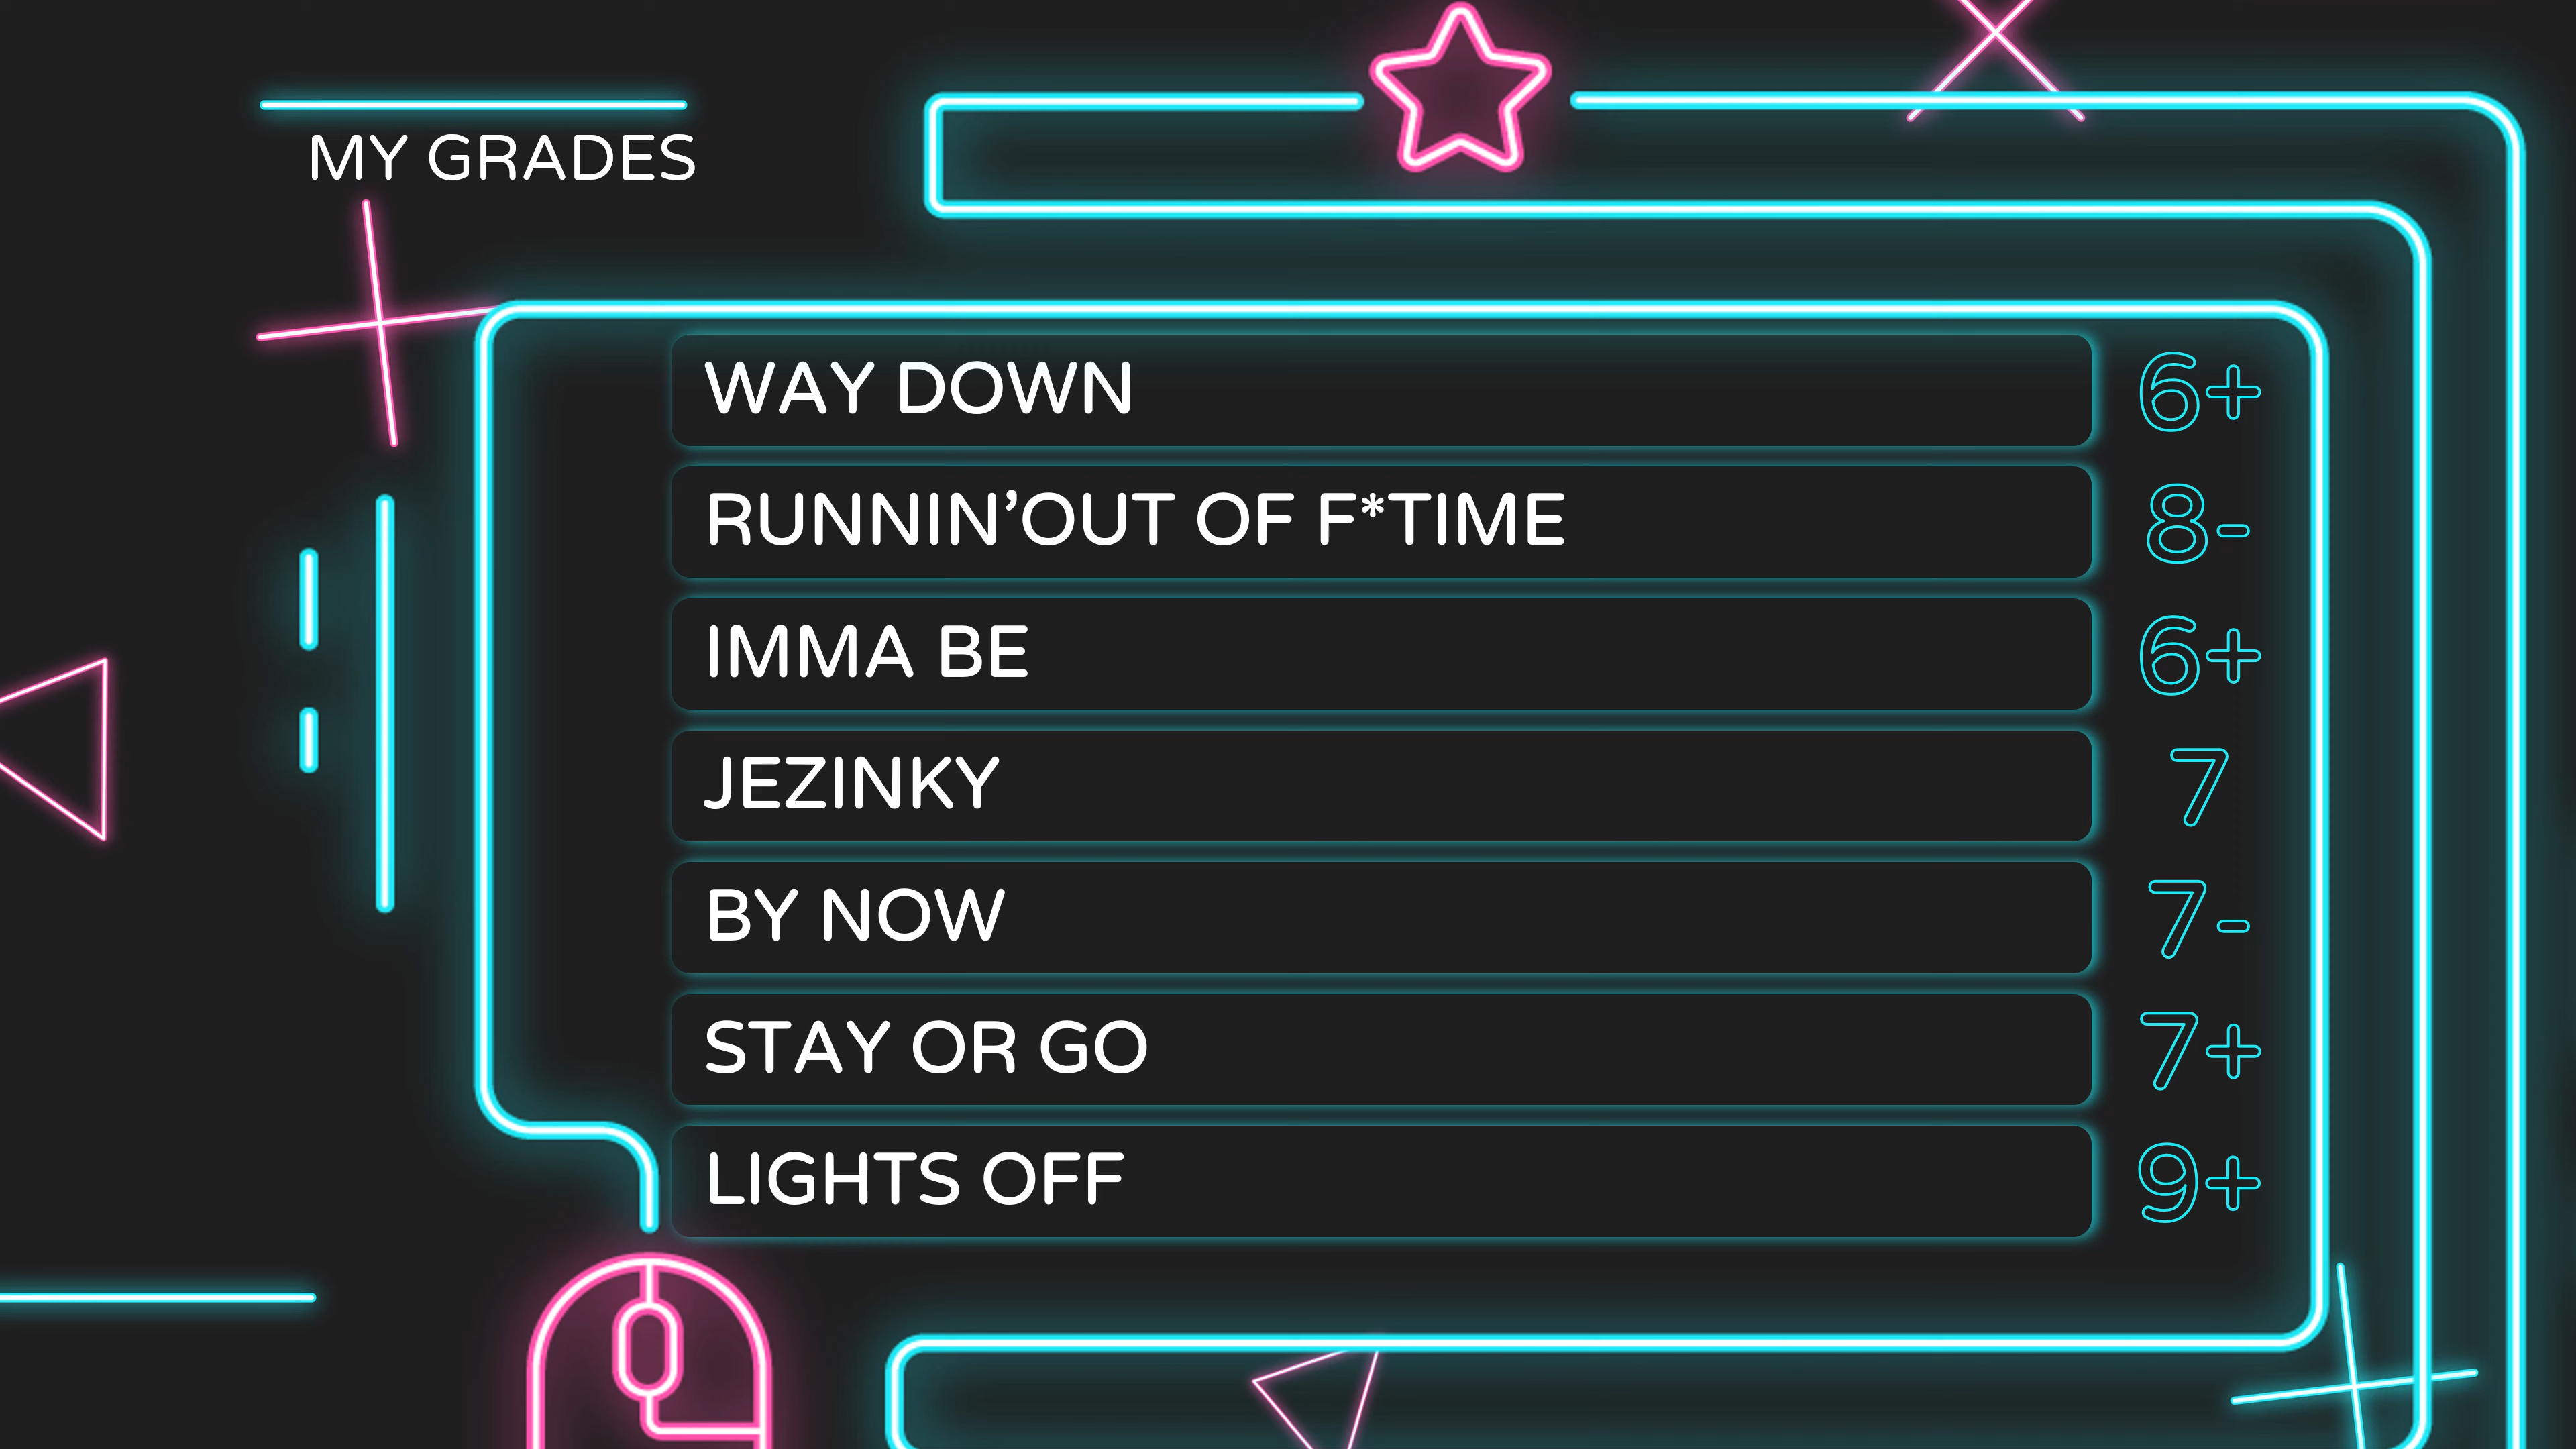 MY GRADES
WAY DOWN 6+
RUNNIN’OUT OF F*TIME 8-
IMMA BE 6+
JEZINKY 7
BY NOW 7-
STAY OR GO 7+
LIGHTS OFF 9+